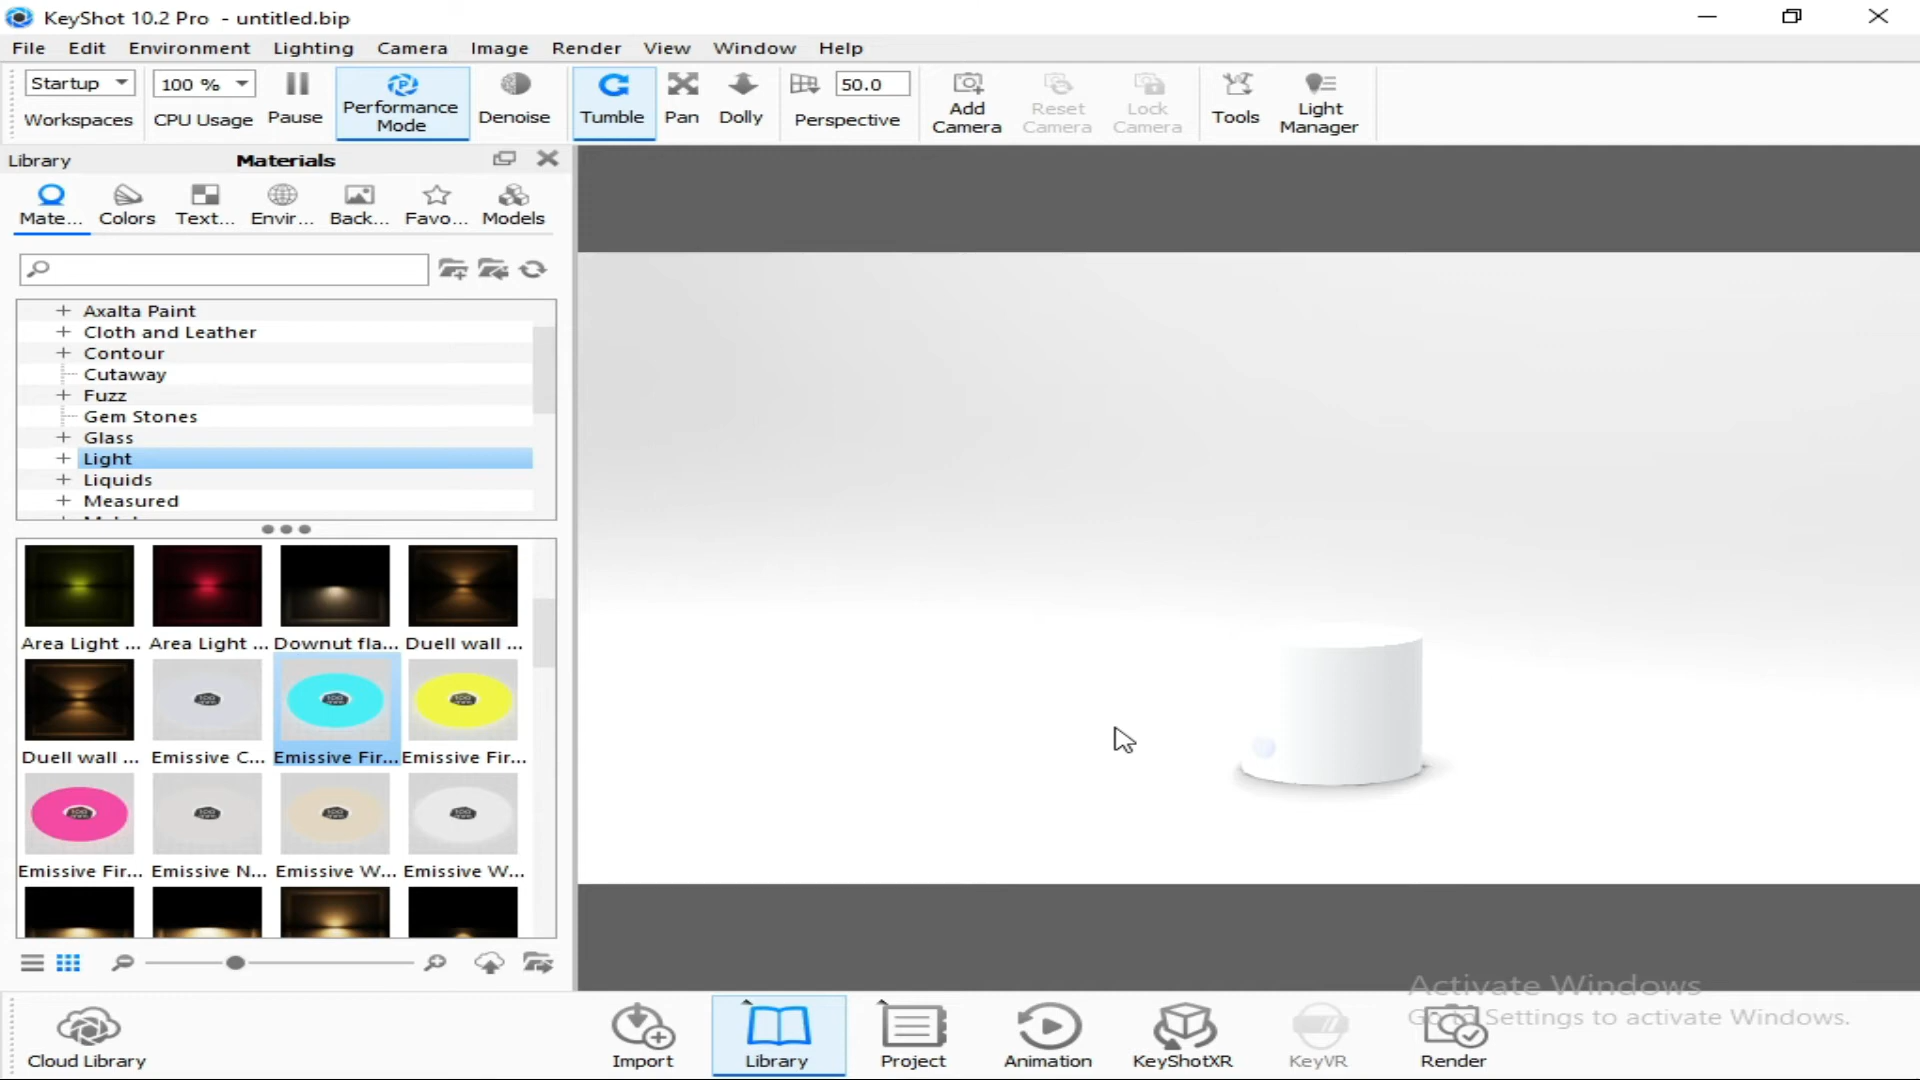 KeyShot 10.2 Pro - untitled.bip
File Edit Environment Lighting Camera Image Render View Window Help
Startup 100 % 50.0
Workspaces CPU Usage Pause Performance Mode Denoise Tumble Pan Dolly Perspective Add Camera Reset Camera Lock Camera Tools Light Manager
Library Materials
Mate... Colors Text... Envir... Back... Favo... Models
Axalta Paint
Cloth and Leather
Contour
Cutaway
Fuzz
Gem Stones
Glass
Light
Liquids
Measured
Area Light ... Area Light ... Downut fla... Duell wall ...
Duell wall ... Emissive C... Emissive Fir... Emissive Fir...
Emissive Fir... Emissive N... Emissive W... Emissive W...
Activate Windows
Go to Settings to activate Windows.
Cloud Library Import Library Project Animation KeyShotXR KeyVR Render